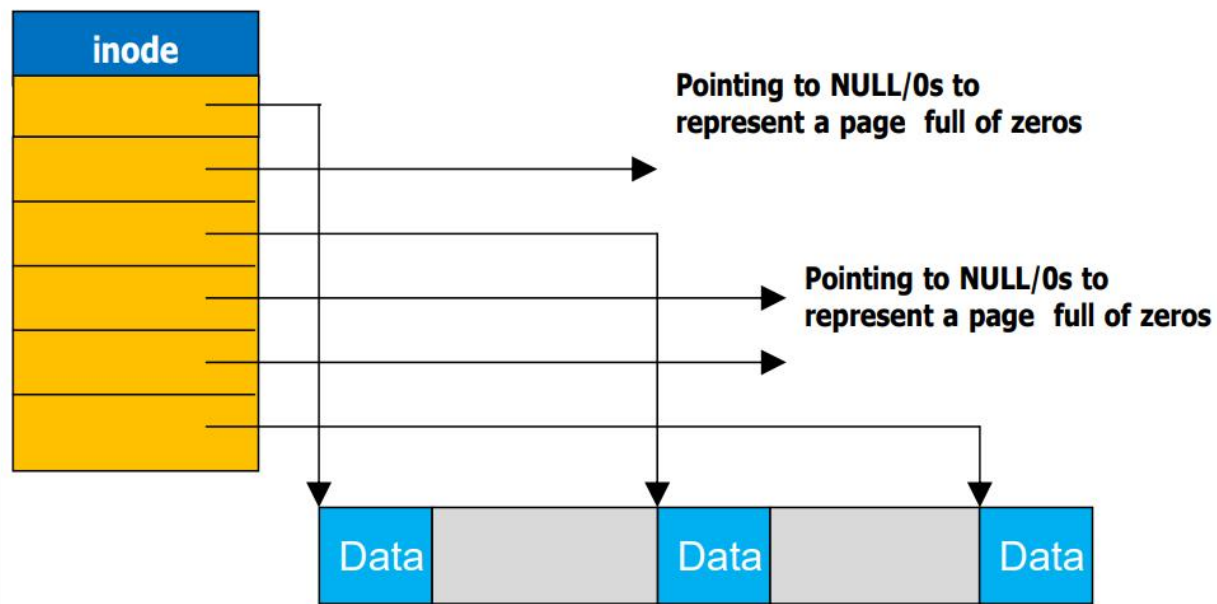 inode
Pointing to NULL/0s to
represent a page full of zeros
Pointing to NULL/0s to
represent a page full of zeros
Data
Data
Data